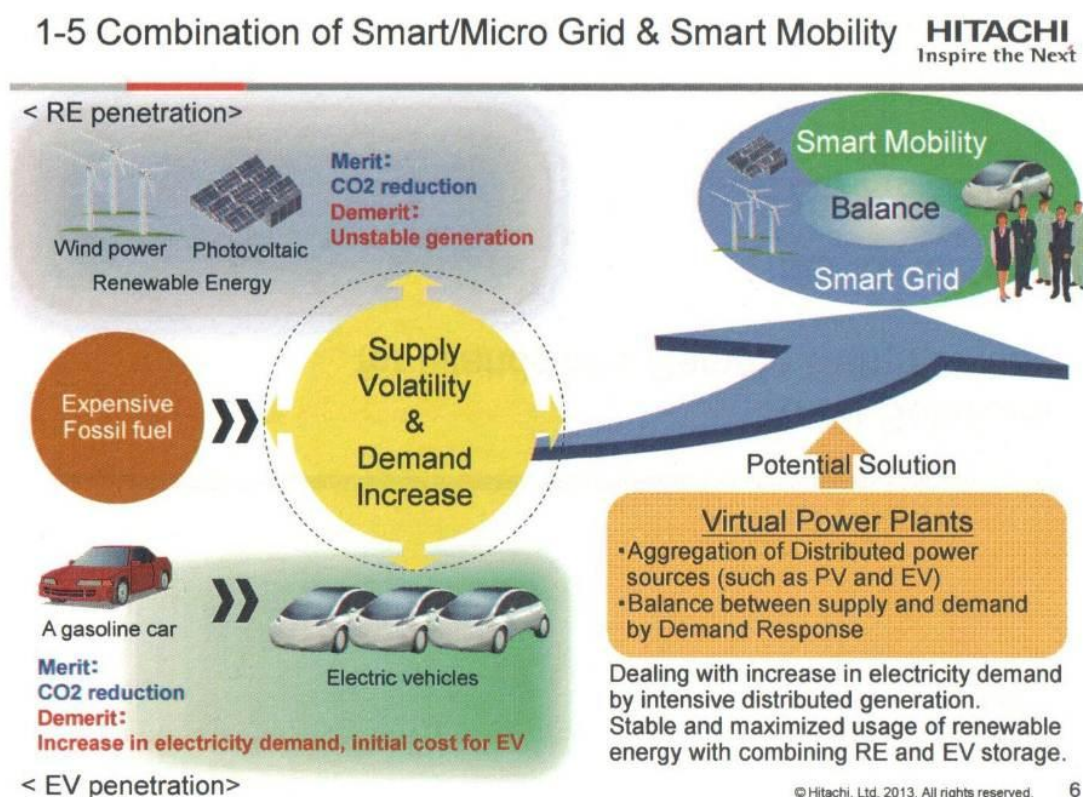 1-5 Combination of Smart/Micro Grid & Smart Mobility
HITACHI
Inspire the Next
< RE penetration>
Wind power
Photovoltaic
Renewable Energy
Merit:
CO2 reduction
Demerit:
Unstable generation
Smart Mobility
Balance
Smart Grid
Expensive
Fossil fuel
Supply
Volatility
&
Demand
Increase
Potential Solution
Virtual Power Plants
•Aggregation of Distributed power
sources (such as PV and EV)
•Balance between supply and demand
by Demand Response
A gasoline car
Electric vehicles
Merit:
CO2 reduction
Demerit:
Increase in electricity demand, initial cost for EV
< EV penetration>
Dealing with increase in electricity demand
by intensive distributed generation.
Stable and maximized usage of renewable
energy with combining RE and EV storage.
© Hitachi, Ltd. 2013. All rights reserved.
6